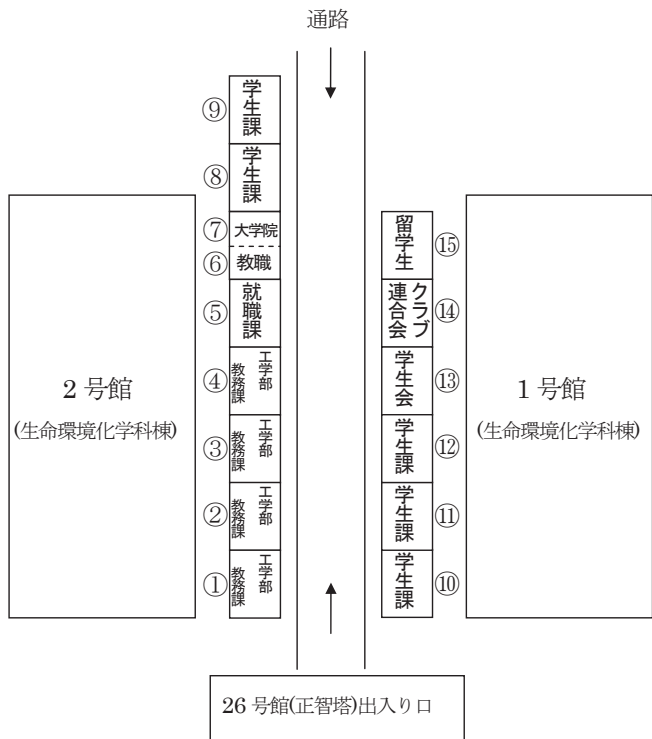 通路
⑨
学生課
⑧
学生課
⑦
大学院
⑥
教職
⑤
就職課
④
工学部
教務課
③
工学部
教務課
②
工学部
教務課
①
工学部
教務課
2 号館
(生命環境化学科棟)
留学生
⑮
クラブ
連合会
⑭
学生会
⑬
学生課
⑫
学生課
⑪
学生課
⑩
1 号館
(生命環境化学科棟)
26 号館(正智塔)出入り口